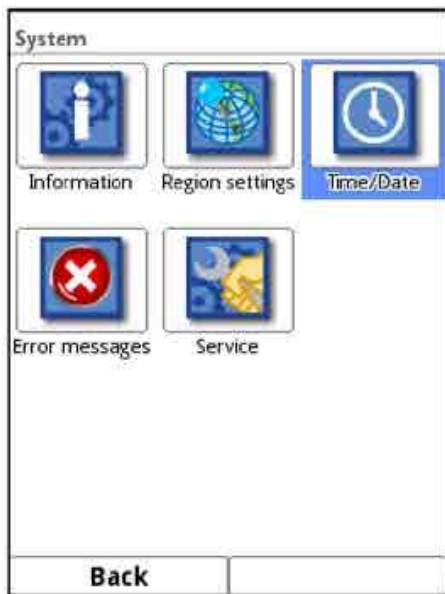 System
Information Region settings Time/Date
Error messages Service
Back